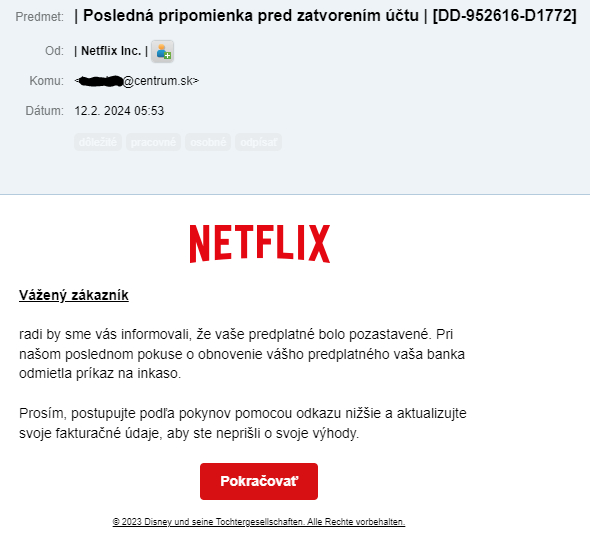 Predmet: | Posledná pripomienka pred zatvorením účtu | [DD-952616-D1772]
Od: | Netflix Inc. |
Komu: @centrum.sk>
Dátum: 12.2. 2024 05:53
dôležité pracovné osobné odpísať
NETFLIX
Vážený zákazník
radi by sme vás informovali, že vaše predplatné bolo pozastavené. Pri
našom poslednom pokuse o obnovenie vášho predplatného vaša banka
odmietla príkaz na inkaso.
Prosím, postupujte podľa pokynov pomocou odkazu nižšie a aktualizujte
svoje fakturačné údaje, aby ste neprišli o svoje výhody.
Pokračovať
© 2023 Disney und seine Tochtergesellschaften. Alle Rechte vorbehalten.